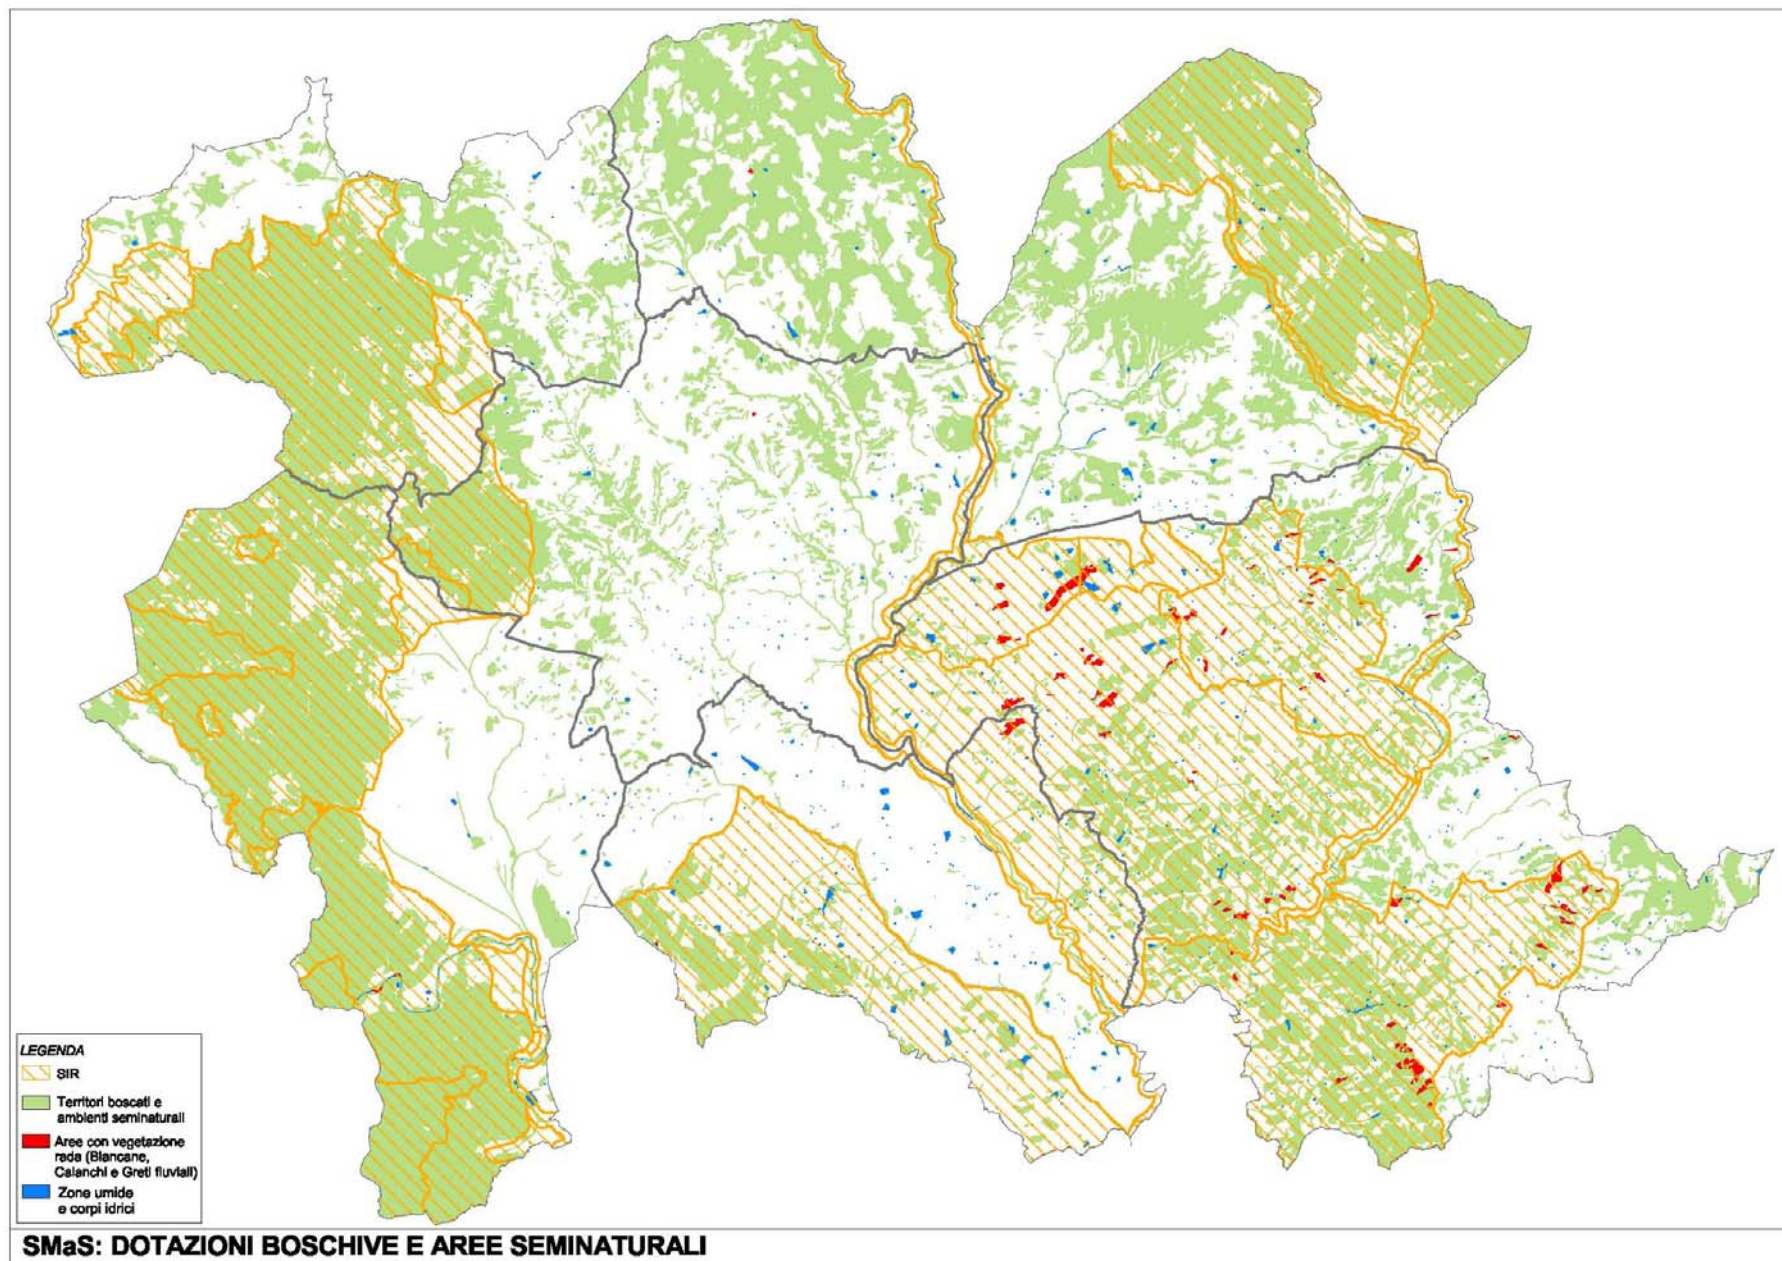 LEGENDA
SIR
Territori boscati e
ambienti seminaturali
Aree con vegetazione
rada (Biancane,
Calanchi e Greti fluviali)
Zone umide
e corpi idrici
SMaS: DOTAZIONI BOSCHIVE E AREE SEMINATURALI